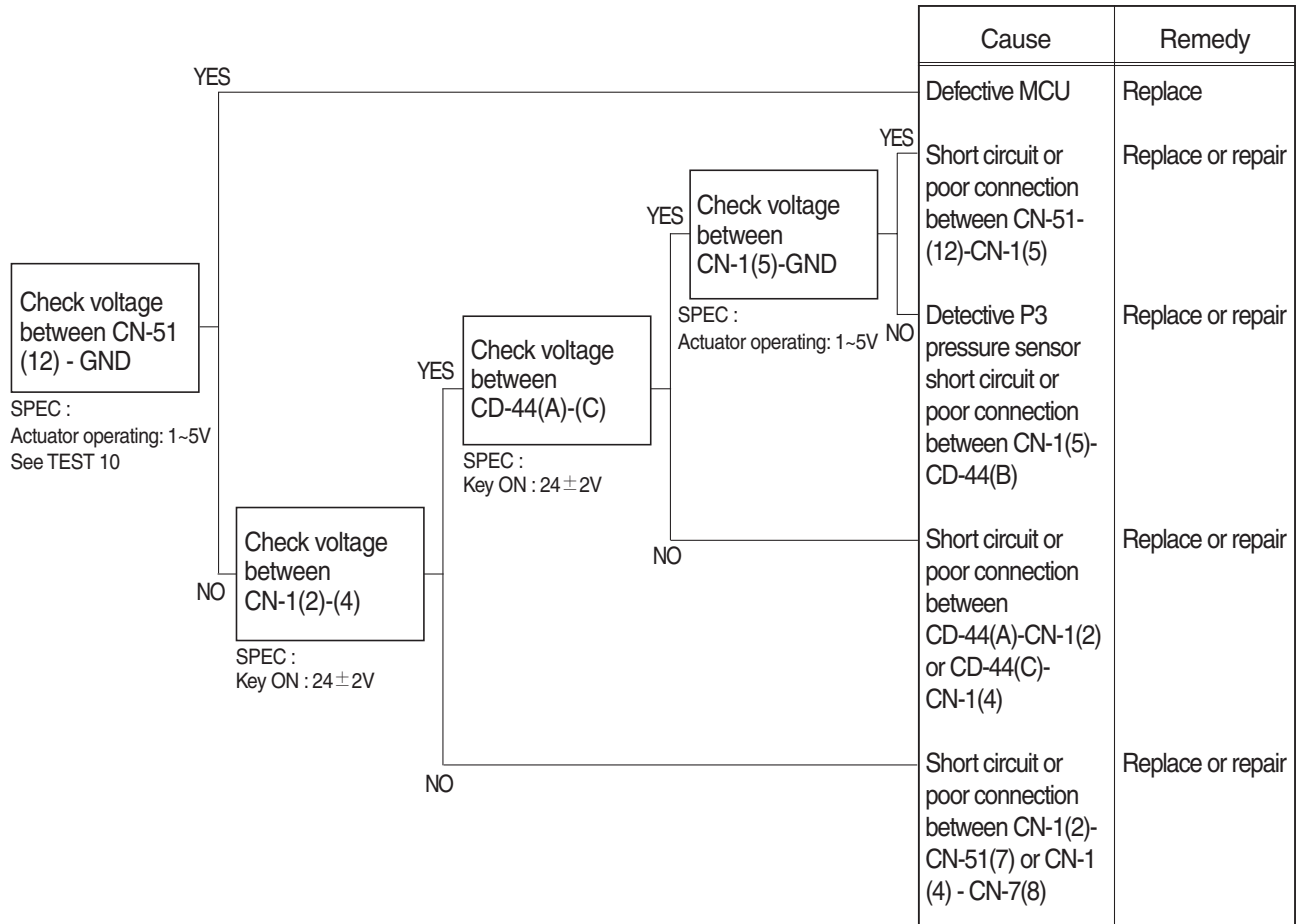 Cause
Remedy
YES
Defective MCU
Replace
YES
Short circuit or
poor connection
between CN-51-
(12)-CN-1(5)
Replace or repair
YES
Check voltage
between
CN-1(5)-GND
SPEC :
Actuator operating: 1~5V
NO
Detective P3
pressure sensor
short circuit or
poor connection
between CN-1(5)-
CD-44(B)
Replace or repair
Check voltage
between CN-51
(12) - GND
SPEC :
Actuator operating: 1~5V
See TEST 10
YES
Check voltage
between
CD-44(A)-(C)
SPEC :
Key ON : 24±2V
NO
Short circuit or
poor connection
between
CD-44(A)-CN-1(2)
or CD-44(C)-
CN-1(4)
Replace or repair
NO
Check voltage
between
CN-1(2)-(4)
SPEC :
Key ON : 24±2V
NO
Short circuit or
poor connection
between CN-1(2)-
CN-51(7) or CN-1
(4) - CN-7(8)
Replace or repair